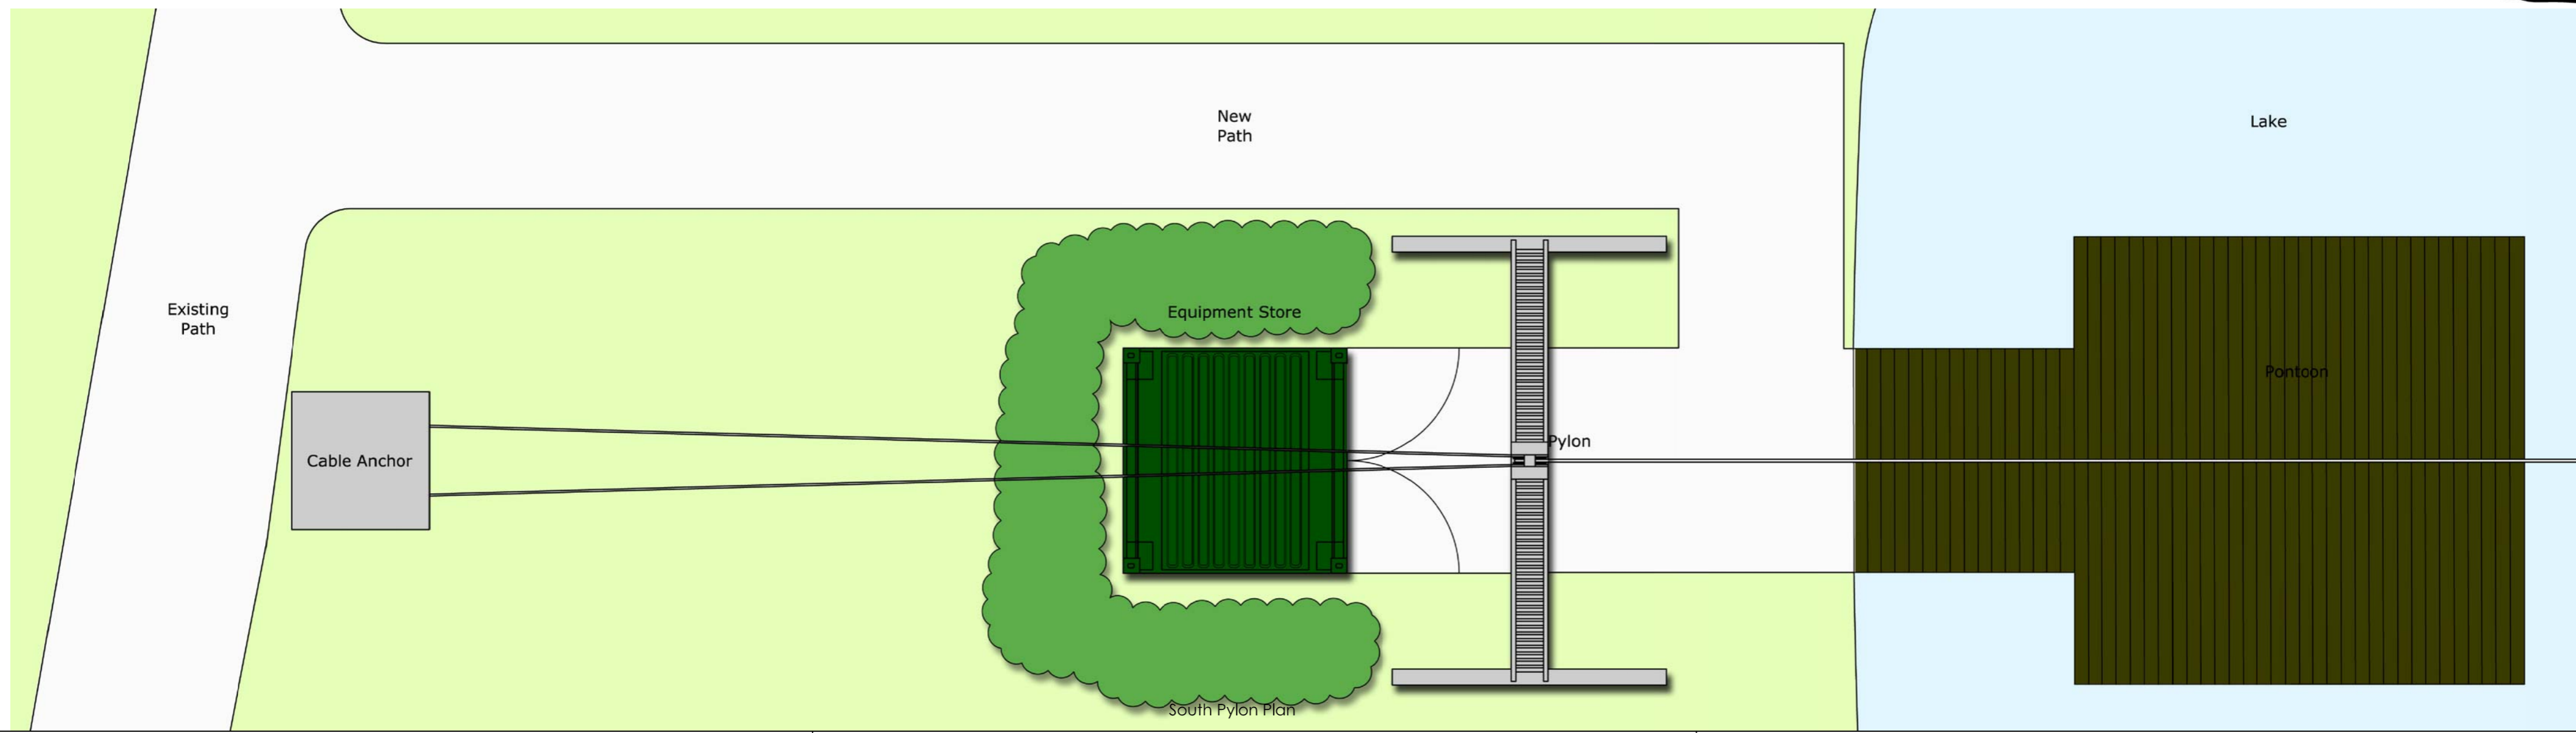 New
Path
Lake
Existing
Path
Equipment Store
Pontoon
Pylon
Cable Anchor
South Pylon Plan